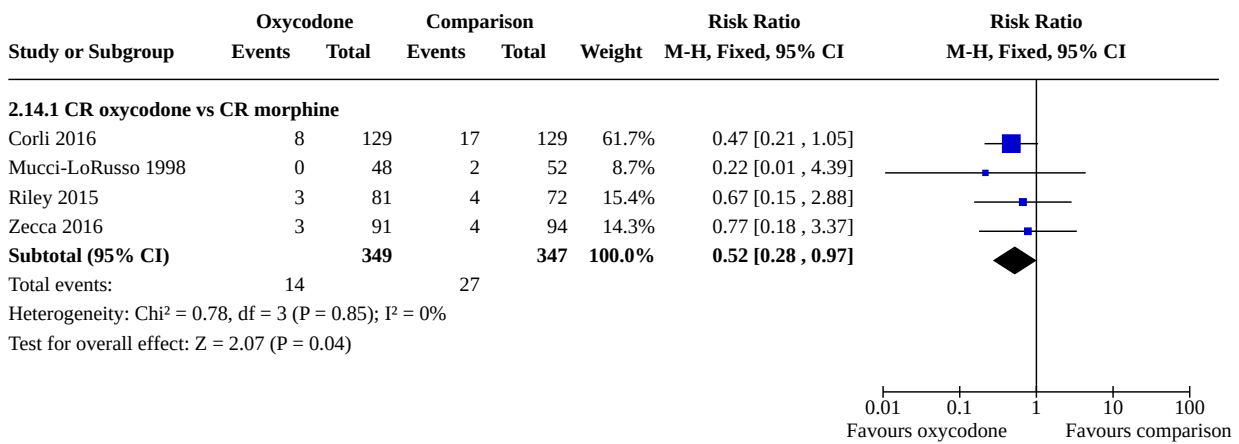 Oxycodone Comparison Risk Ratio Risk Ratio
Study or Subgroup Events Total Events Total Weight M-H, Fixed, 95% CI M-H, Fixed, 95% CI
2.14.1 CR oxycodone vs CR morphine
Corli 2016 8 129 17 129 61.7% 0.47 [0.21 , 1.05]
Mucci-LoRusso 1998 0 48 2 52 8.7% 0.22 [0.01 , 4.39]
Riley 2015 3 81 4 72 15.4% 0.67 [0.15 , 2.88]
Zecca 2016 3 91 4 94 14.3% 0.77 [0.18 , 3.37]
Subtotal (95% CI) 349 347 100.0% 0.52 [0.28 , 0.97]
Total events: 14 27
Heterogeneity: Chi² = 0.78, df = 3 (P = 0.85); I² = 0%
Test for overall effect: Z = 2.07 (P = 0.04)
0.01 0.1 1 10 100
Favours oxycodone Favours comparison